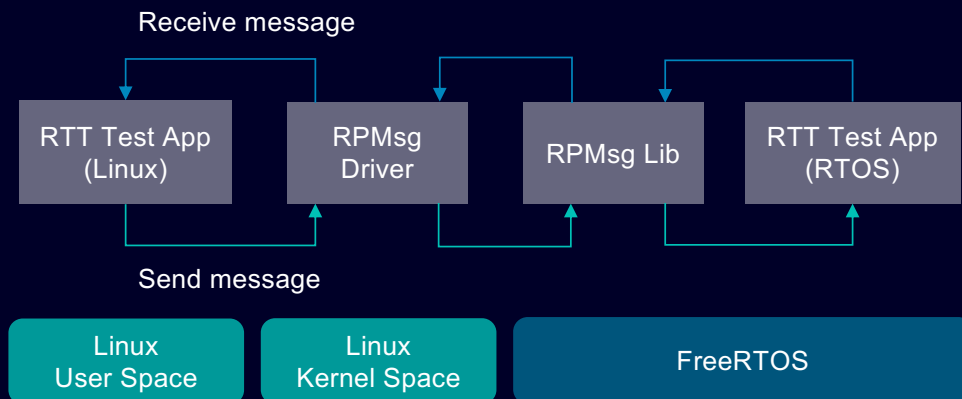 Receive message
RTT Test App
(Linux)
RPMsg
Driver
RPMsg Lib
RTT Test App
(RTOS)
Send message
Linux
User Space
Linux
Kernel Space
FreeRTOS